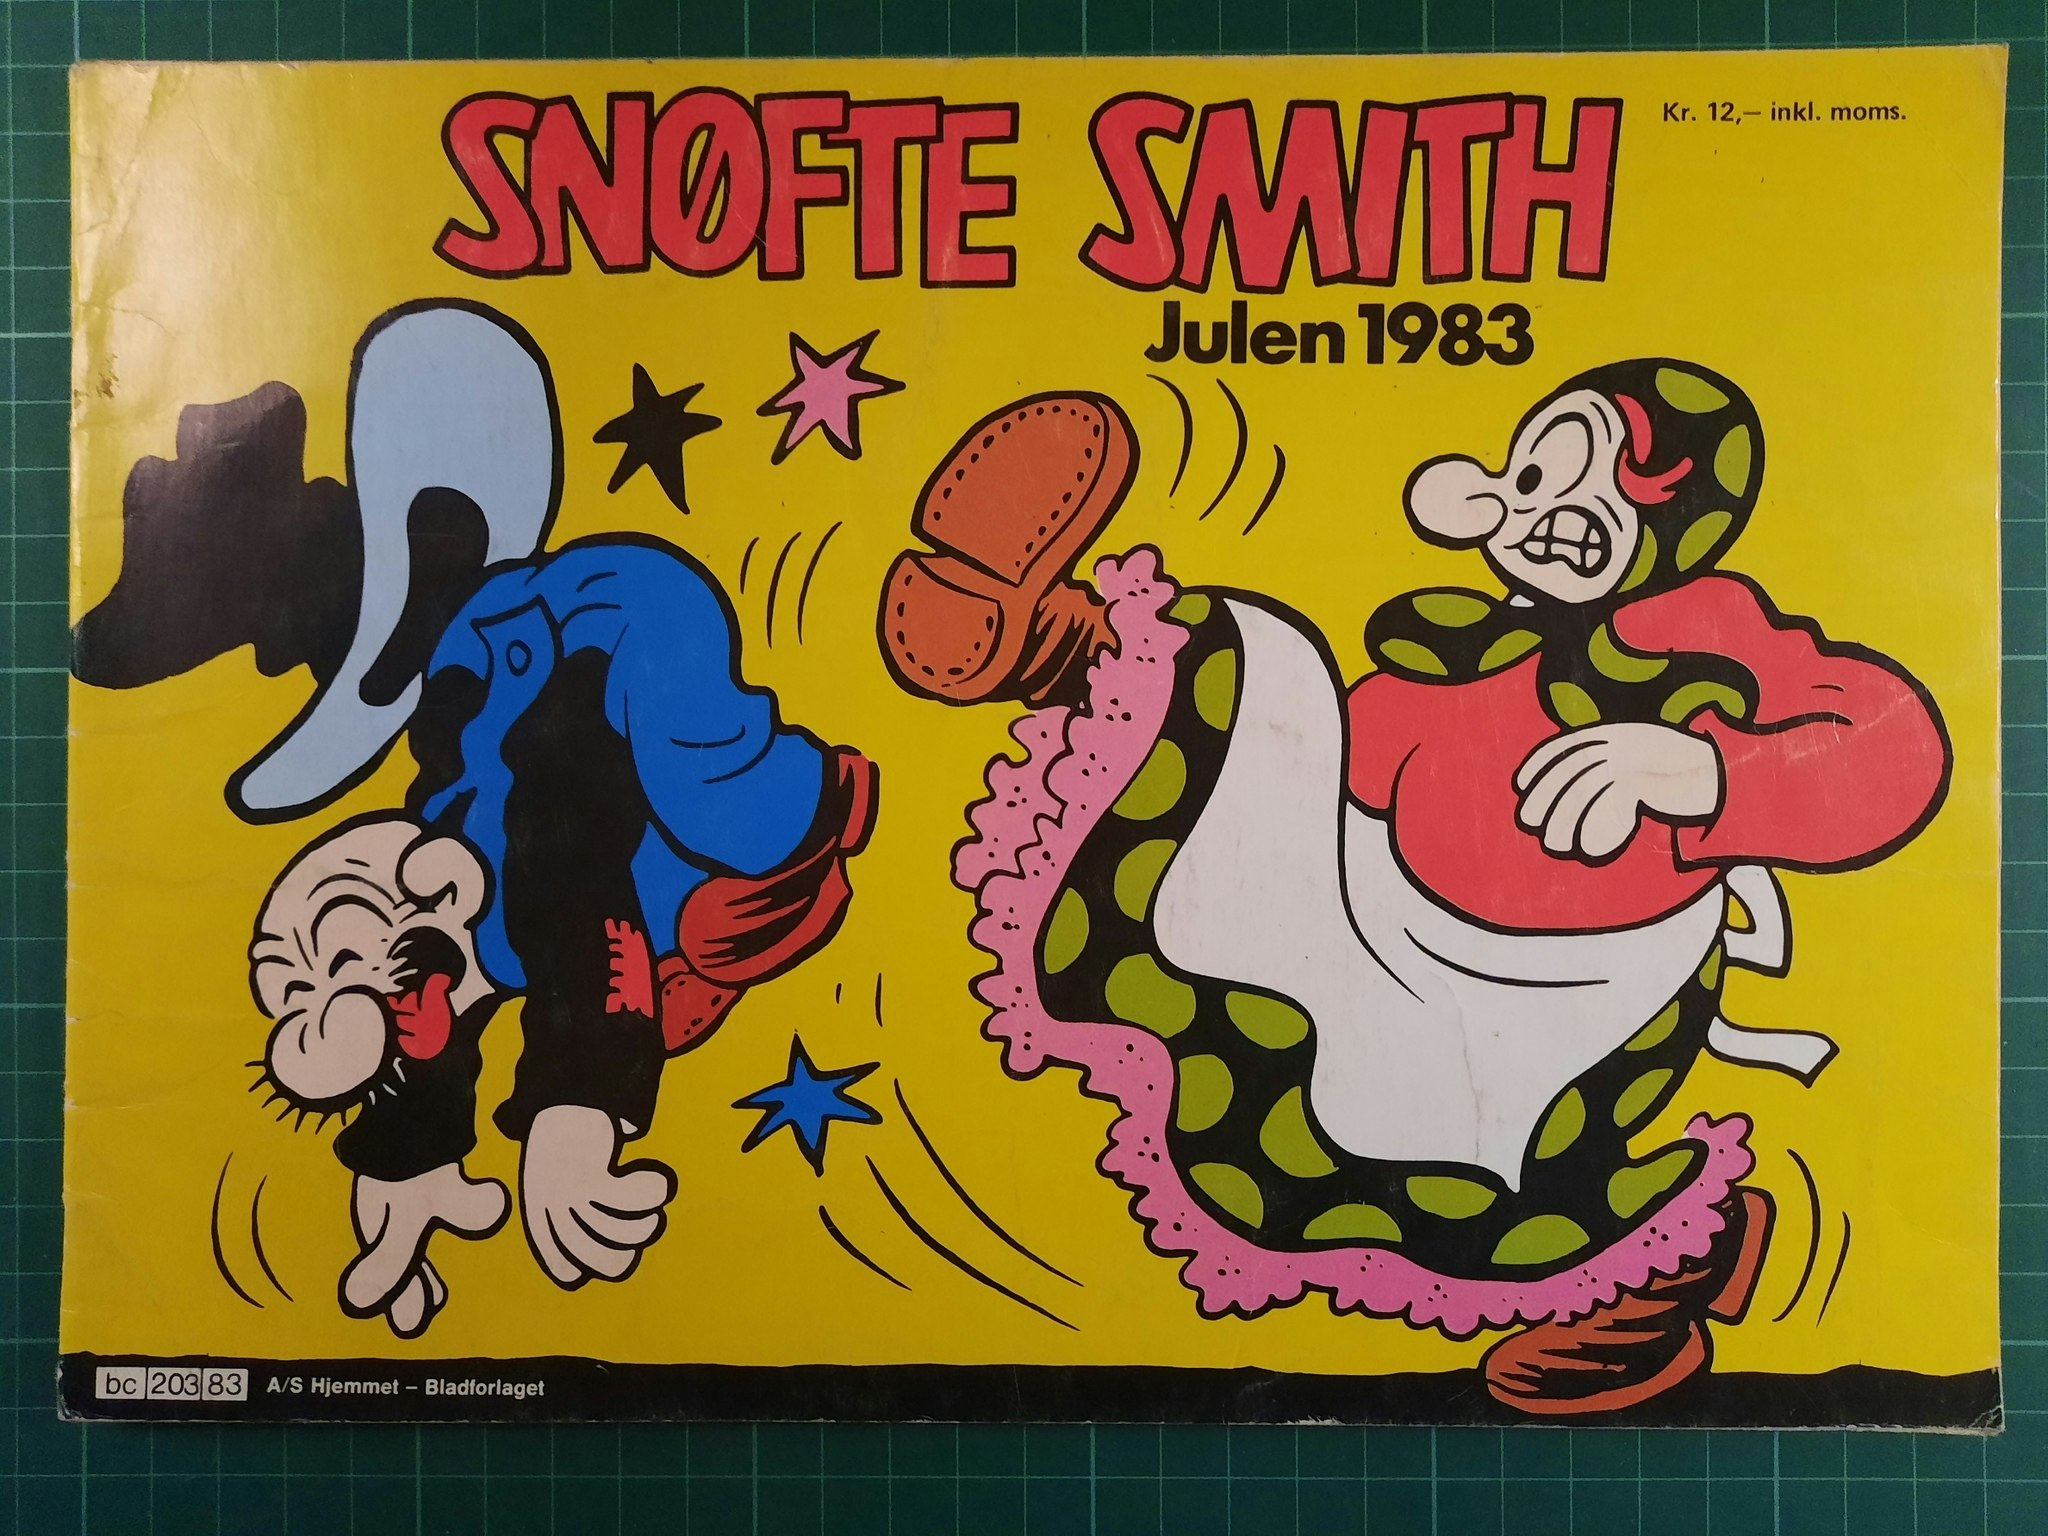 SNØFTE SMITH
Kr. 12,— inkl. moms.
Julen 1983
bc 203 83 A/S Hjemmet – Bladforlaget